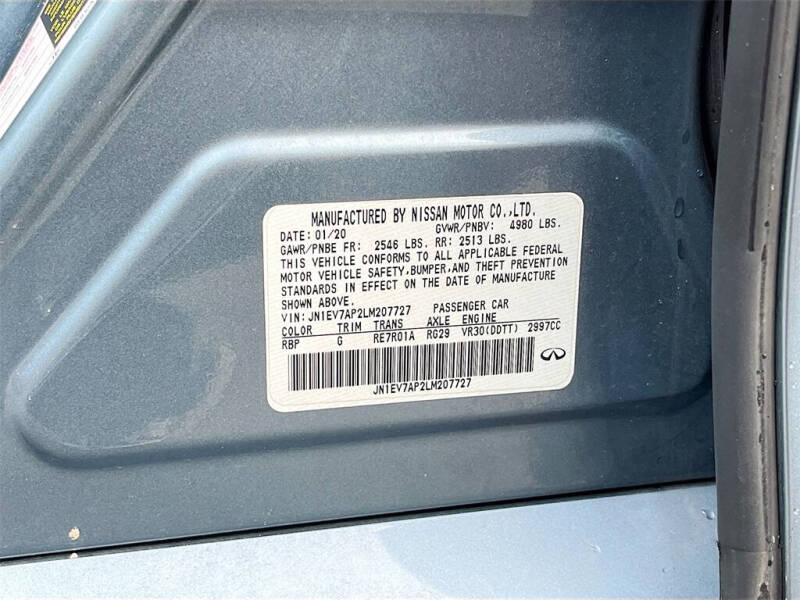 MANUFACTURED BY NISSAN MOTOR CO.,LTD.
DATE: 01/20 GVWR/PNBV: 4980 LBS.
GAWR/PNBE FR: 2546 LBS. RR: 2513 LBS.
THIS VEHICLE CONFORMS TO ALL APPLICABLE FEDERAL
MOTOR VEHICLE SAFETY,BUMPER,AND THEFT PREVENTION
STANDARDS IN EFFECT ON THE DATE OF MANUFACTURE
SHOWN ABOVE.
VIN:JN1EV7AP2LM207727 PASSENGER CAR
COLOR TRIM TRANS AXLE ENGINE
RBP G RE7R01A RG29 VR30(DDTT) 2997CC
JN1EV7AP2LM207727